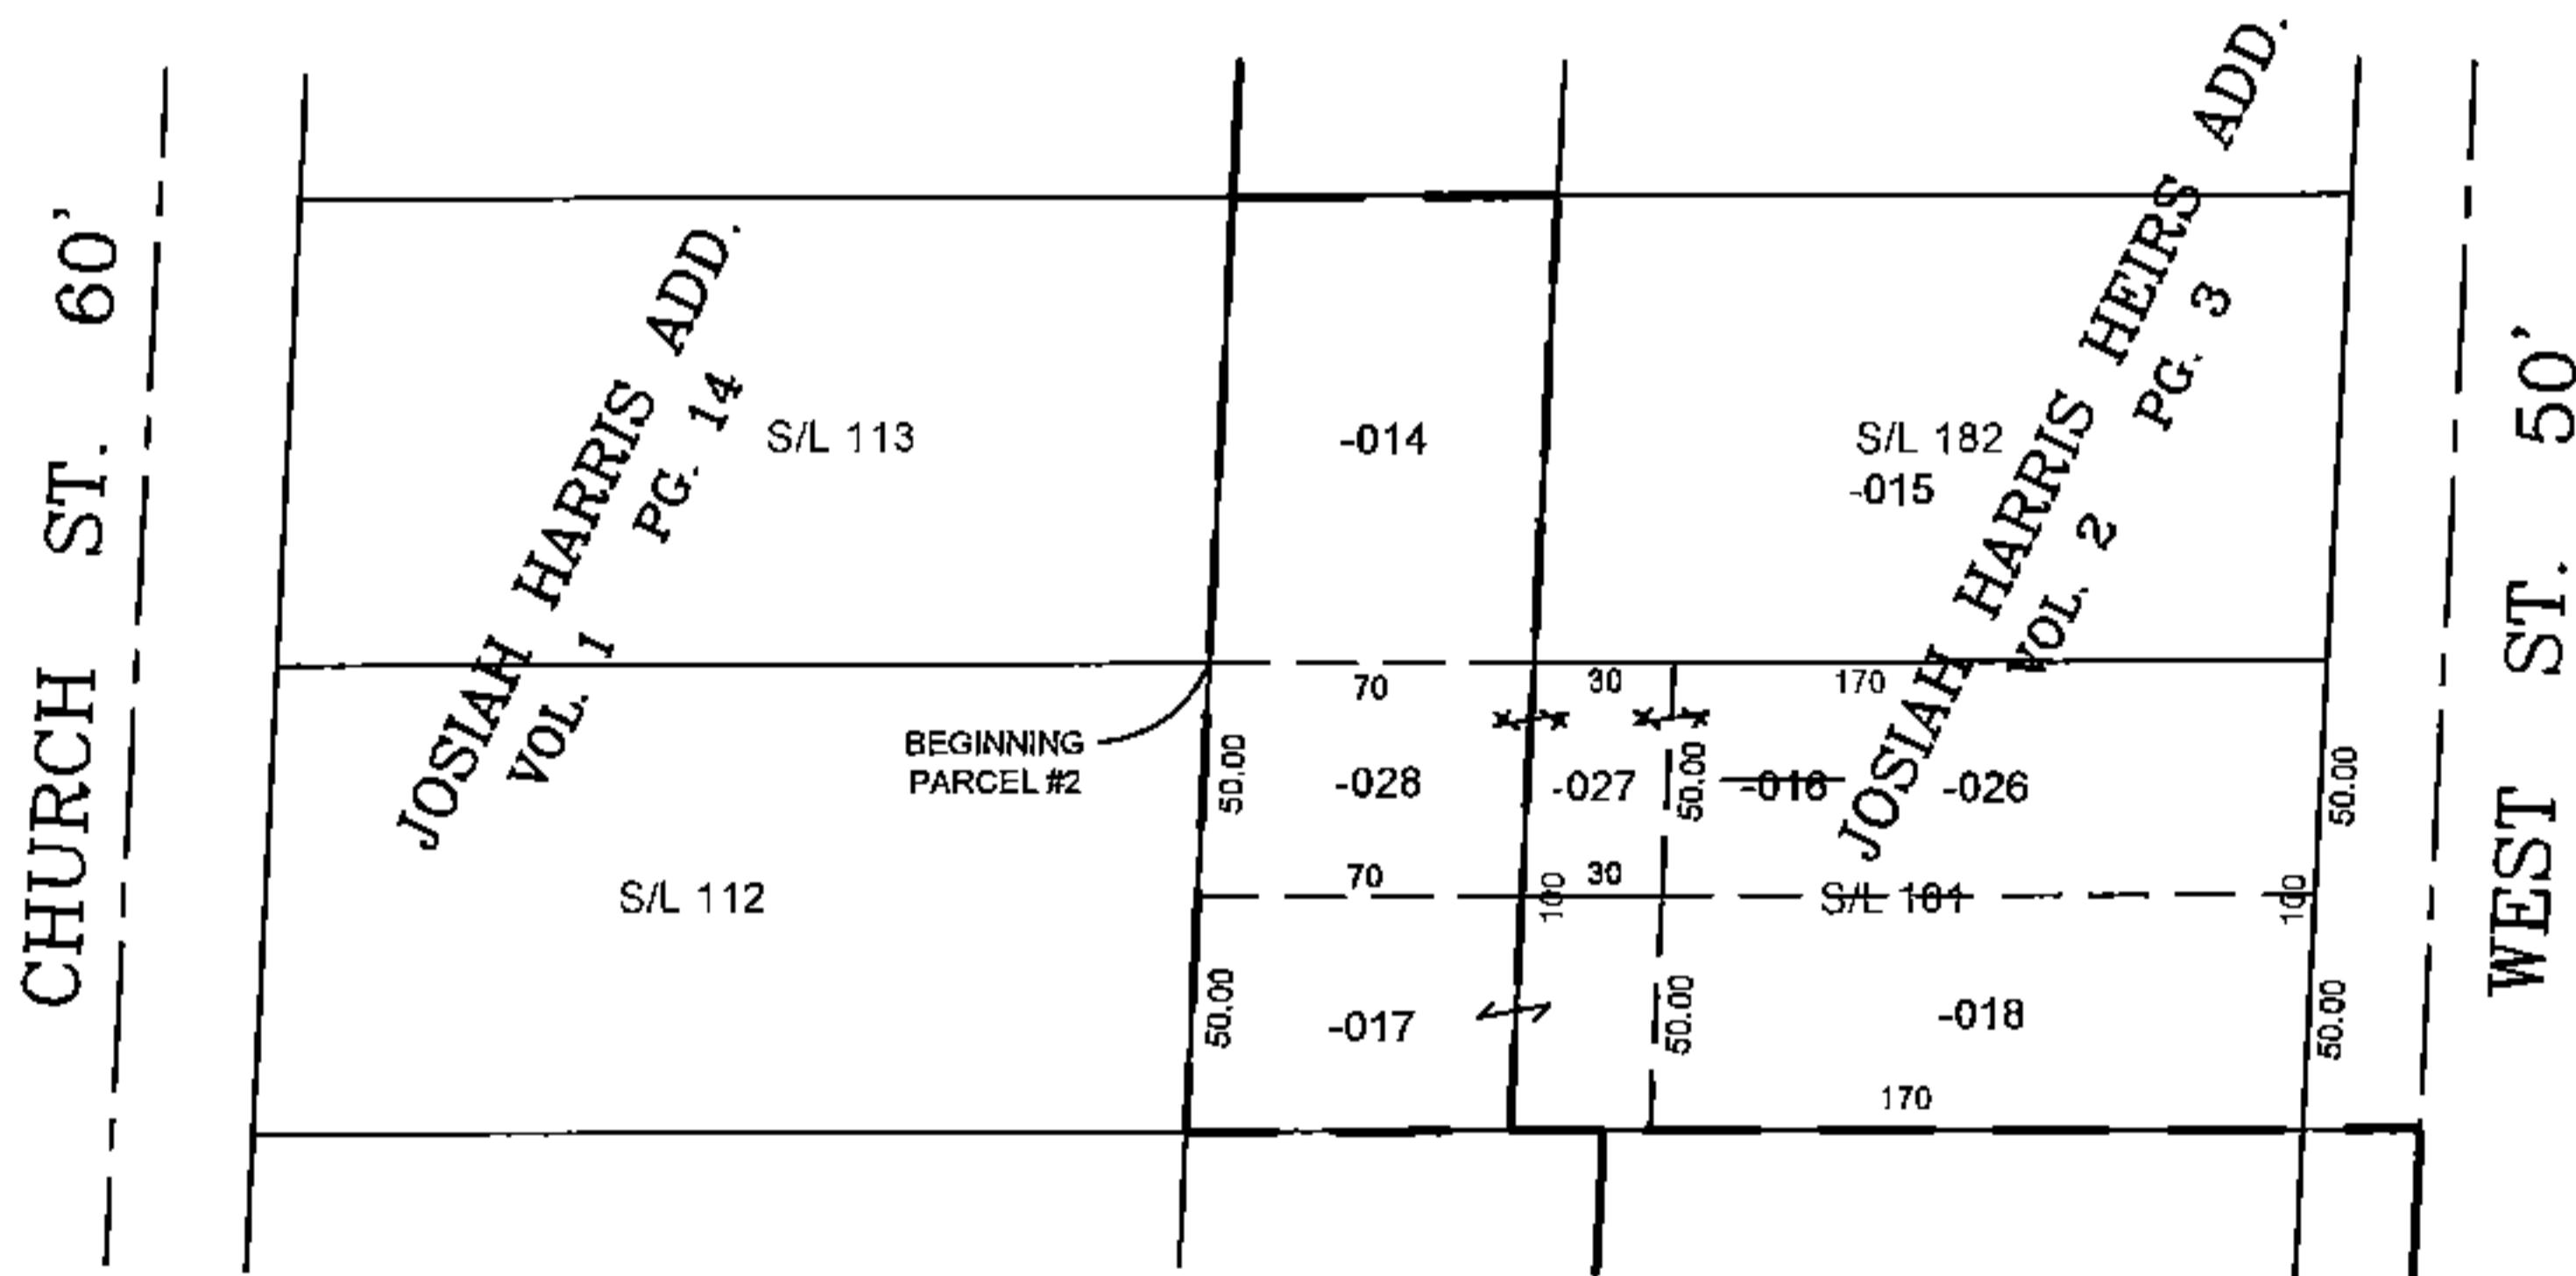 CHURCH ST. 60'
JOSIAH HARRIS ADD.
VOL. 1 PG. 14
S/L 113
-014
S/L 182
-015
JOSIAH HARRIS HEIRS ADD.
VOL. 2 PG. 3
WEST ST. 50'
70
30
170
BEGINNING
PARCEL #2
50.00
-028
-027
50.00
-016
-026
50.00
S/L 112
70
100
30
S/L 181
100
50.00
-017
50.00
-018
50.00
170